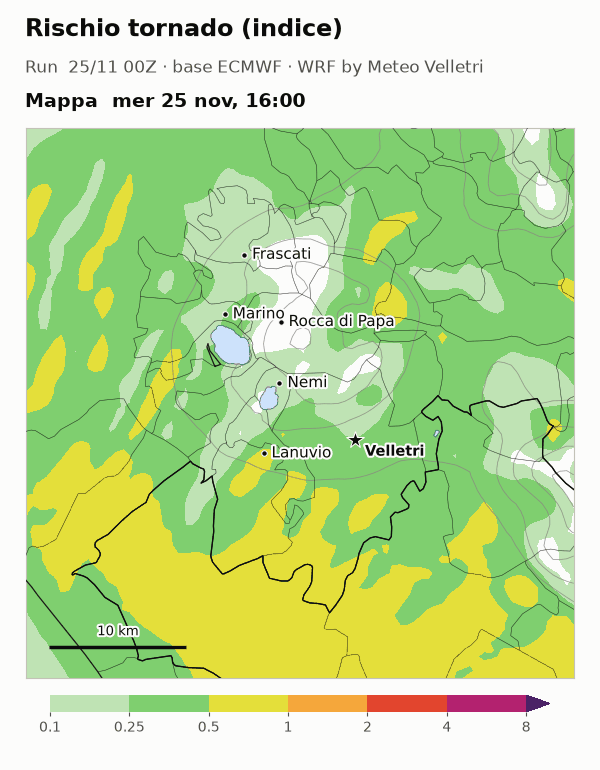 Rischio tornado (indice)
Run  25/11 00Z · base ECMWF · WRF by Meteo Velletri
Mappa  mer 25 nov, 16:00
Frascati
Marino
Rocca di Papa
Nemi
Velletri
Lanuvio
10 km
0.1 0.25 0.5 1 2 4 8